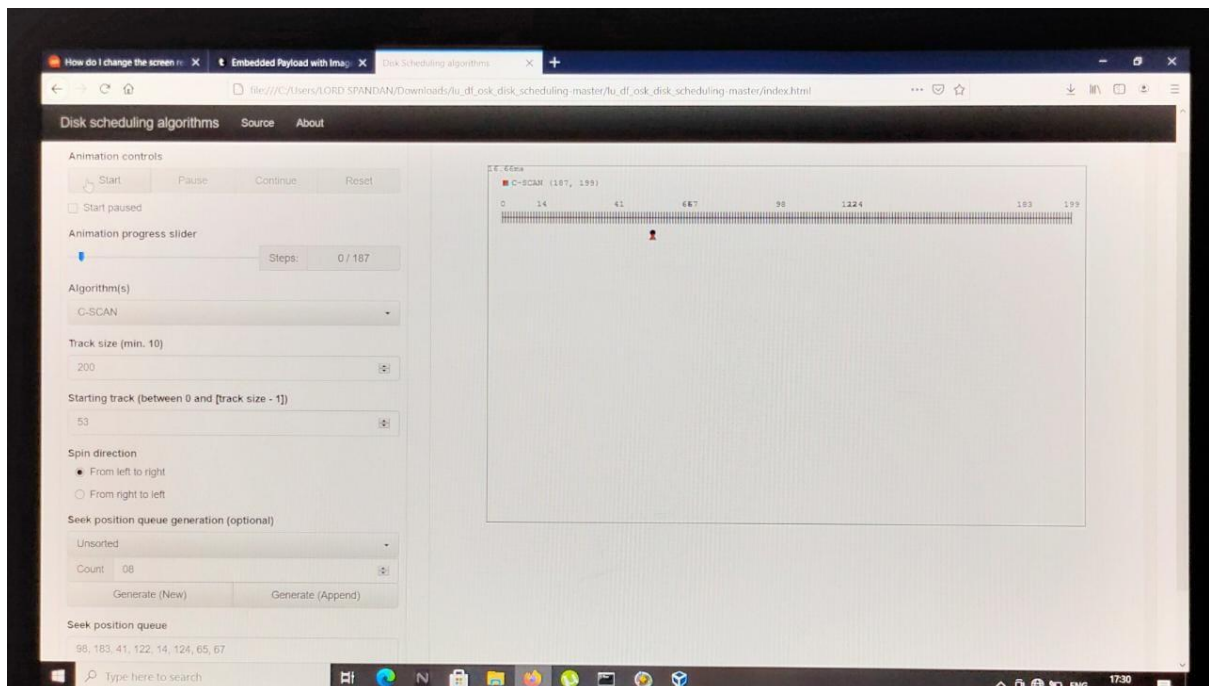 How do I change the screen re
Embedded Payload with Imag
Disk Scheduling algorithms
file:///C:/Users/LORD SPANDAN/Downloads/lu_df_osk_disk_scheduling-master/lu_df_osk_disk_scheduling-master/index.html
Disk scheduling algorithms Source About
Animation controls
Start Pause Continue Reset
Start paused
Animation progress slider
Steps: 0 / 187
Algorithm(s)
C-SCAN
Track size (min. 10)
200
Starting track (between 0 and [track size - 1])
53
Spin direction
From left to right
From right to left
Seek position queue generation (optional)
Unsorted
Count 08
Generate (New) Generate (Append)
Seek position queue
98, 183, 41, 122, 14, 124, 65, 67
16.66ms
C-SCAN (187, 199)
0 14 41 98 183 199
Type here to search
ENG 17:30